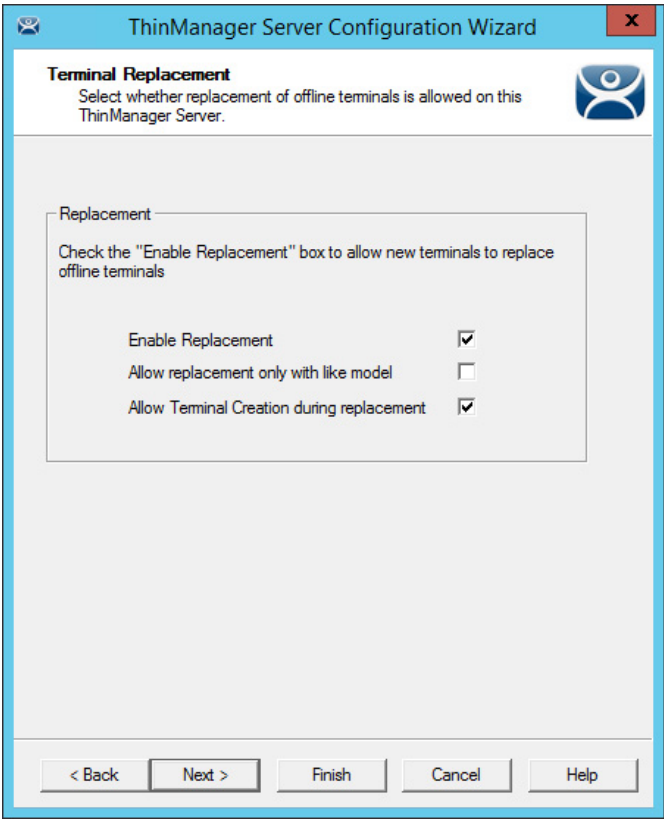 ThinManager Server Configuration Wizard
x
Terminal Replacement
Select whether replacement of offline terminals is allowed on this
ThinManager Server.
Replacement
Check the "Enable Replacement" box to allow new terminals to replace
offline terminals
Enable Replacement
Allow replacement only with like model
Allow Terminal Creation during replacement
< Back Next > Finish Cancel Help